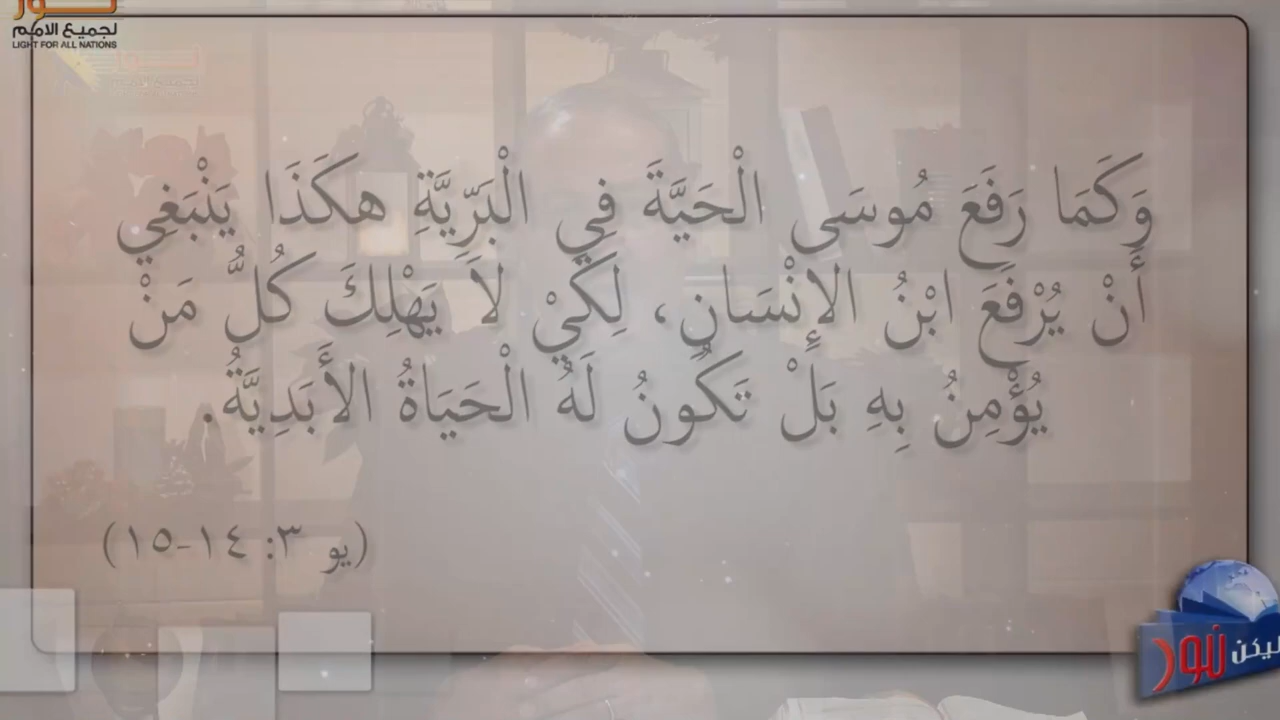 نور
لجميع الامم
LIGHT FOR ALL NATIONS
وَكَمَا رَفَعَ مُوسَى الْحَيَّةَ فِي الْبَرِّيَّةِ هكَذَا يَنْبَغِي
أَنْ يُرْفَعَ ابْنُ الإِنْسَانِ، لِكَيْ لاَ يَهْلِكَ كُلُّ مَنْ
يُؤْمِنُ بِهِ بَلْ تَكُونُ لَهُ الْحَيَاةُ الأَبَدِيَّةُ.
(يو ٣: ١٤-١٥)
ليكن نور